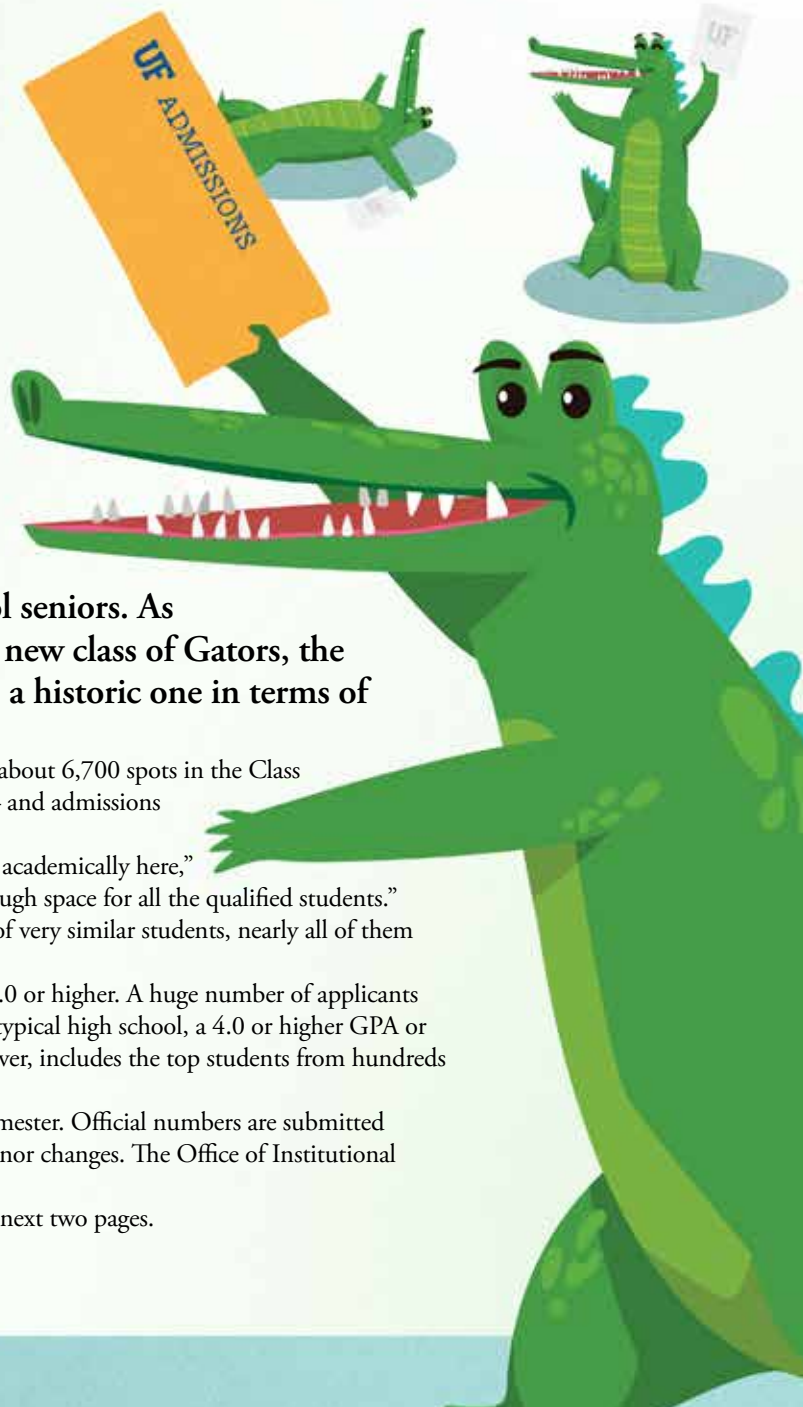 UF ADMISSIONS
UF
ol seniors. As
new class of Gators, the
a historic one in terms of
about 6,700 spots in the Class
and admissions
academically here,”
ugh space for all the qualified students.”
of very similar students, nearly all of them
.0 or higher. A huge number of applicants
typical high school, a 4.0 or higher GPA or
ver, includes the top students from hundreds
mester. Official numbers are submitted
nor changes. The Office of Institutional
next two pages.